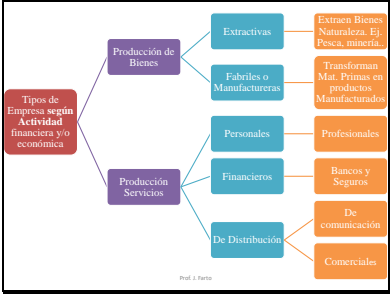 Tipos de
Empresa según
Actividad
financiera y/o
económica
Producción de
Bienes
Extractivas
Extraen Bienes
Naturaleza. Ej.
Pesca, minería..
Fabriles o
Manufactureras
Transforman
Mat. Primas en
productos
Manufacturados
Producción
Servicios
Personales
Profesionales
Financieros
Bancos y
Seguros
De Distribución
De
comunicación
Comerciales
Prof. J. Farto